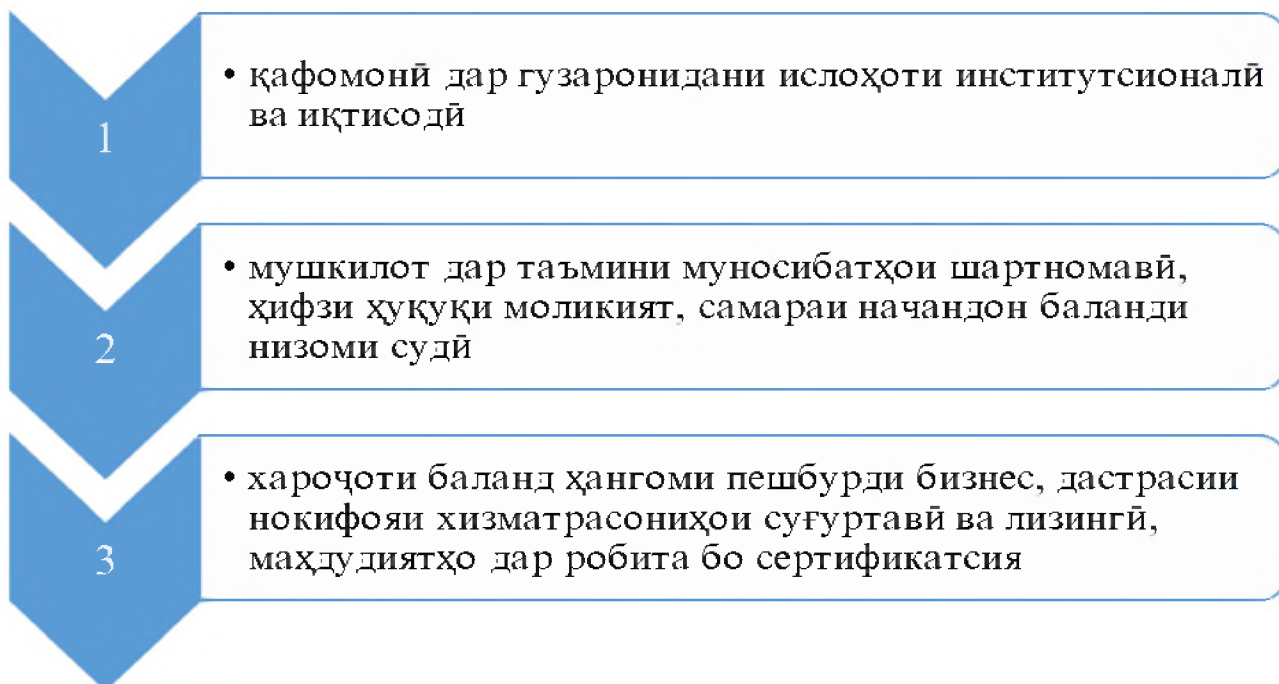 1
• қафомонӣ дар гузаронидани ислоҳоти институтсионалӣ
ва иқтисодӣ
2
• мушкилот дар таъмини муносибатҳои шартномавӣ,
ҳифзи ҳуқуқи моликият, самараи начандон баланди
низоми судӣ
3
• хароҷоти баланд ҳангоми пешбурди бизнес, дастрасии
нокифояи хизматрасониҳои суғуртавӣ ва лизингӣ,
маҳдудиятҳо дар робита бо сертификатсия